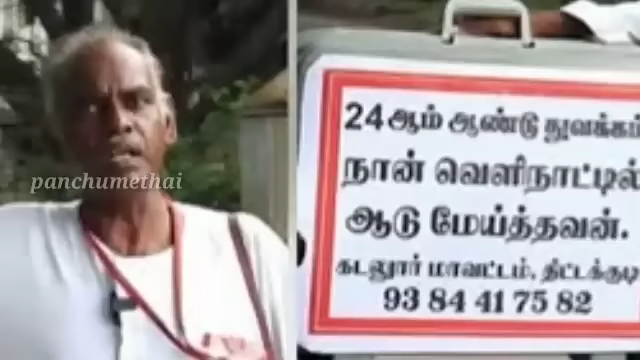 panchumethai
24ஆம் ஆண்டு துவக்கம்
நான் வெளிநாட்டில்
ஆடு மேய்த்தவன்.
கடலூர் மாவட்டம், திட்டக்குடி
93 84 41 75 82